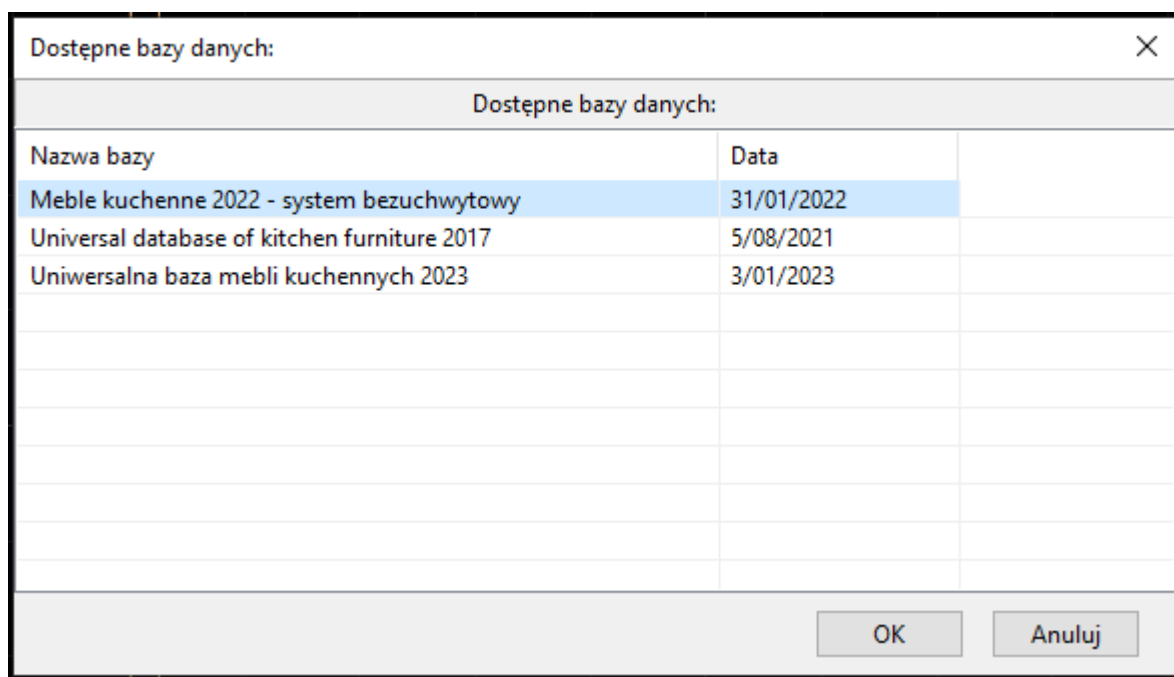 Dostępne bazy danych:
Dostępne bazy danych:
Nazwa bazy Data
Meble kuchenne 2022 - system bezuchwytowy 31/01/2022
Universal database of kitchen furniture 2017 5/08/2021
Uniwersalna baza mebli kuchennych 2023 3/01/2023
OK Anuluj